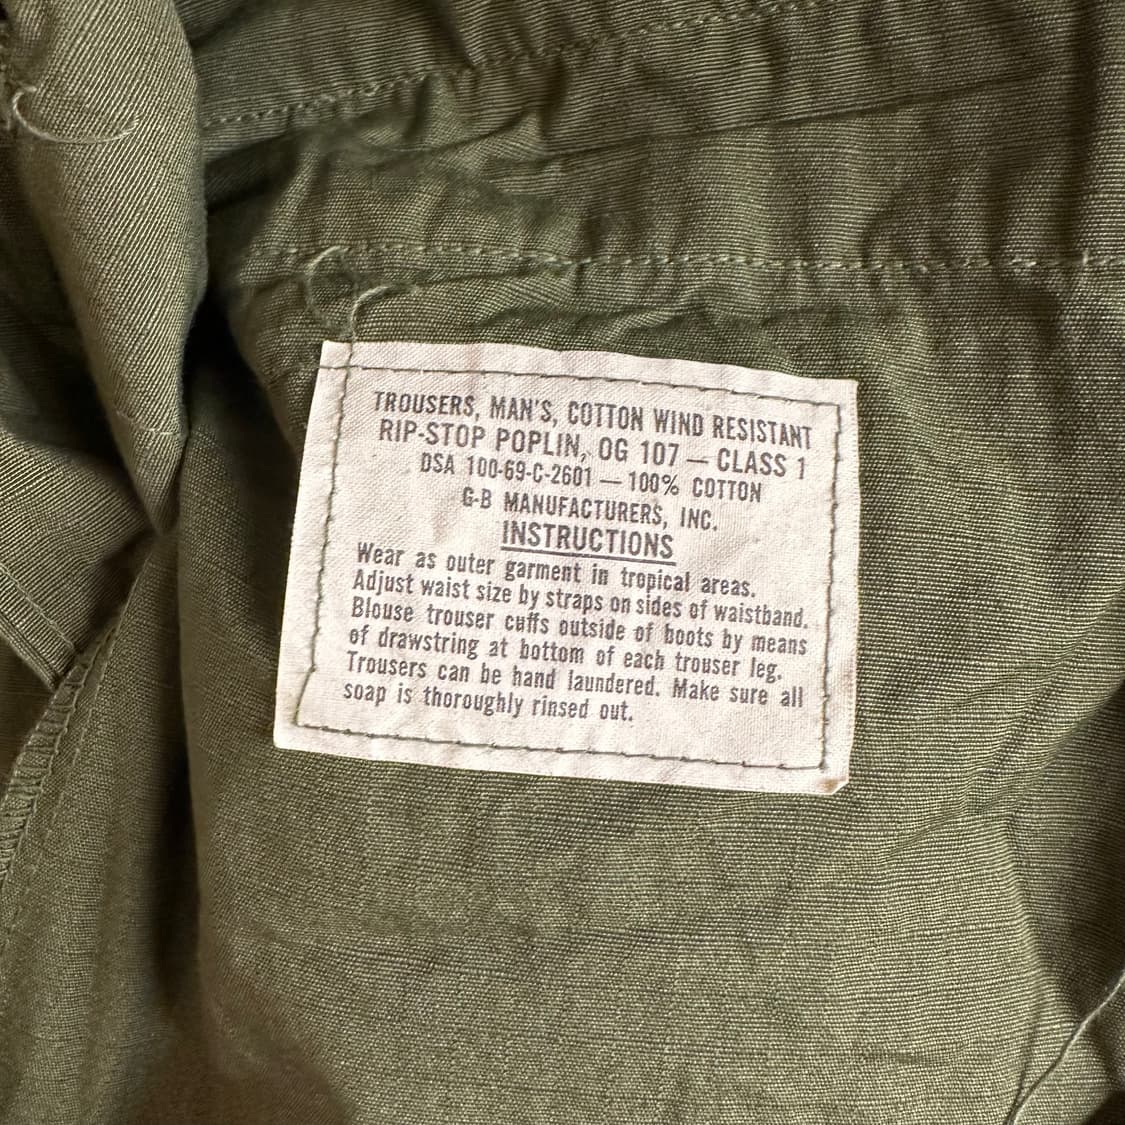 TROUSERS, MAN'S, COTTON WIND RESISTANT
RIP-STOP POPLIN, OG 107 — CLASS 1
DSA 100-69-C-2601 — 100% COTTON
G-B MANUFACTURERS, INC.
INSTRUCTIONS
Wear as outer garment in tropical areas.
Adjust waist size by straps on sides of waistband.
Blouse trouser cuffs outside of boots by means
of drawstring at bottom of each trouser leg.
Trousers can be hand laundered. Make sure all
soap is thoroughly rinsed out.